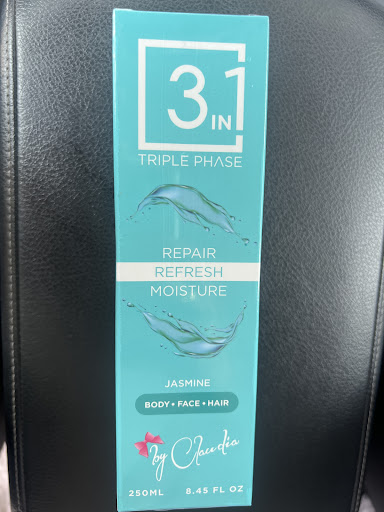 3 IN 1
TRIPLE PHASE
REPAIR
REFRESH
MOISTURE
JASMINE
BODY • FACE • HAIR
by Claudia
250ML 8.45 FL OZ